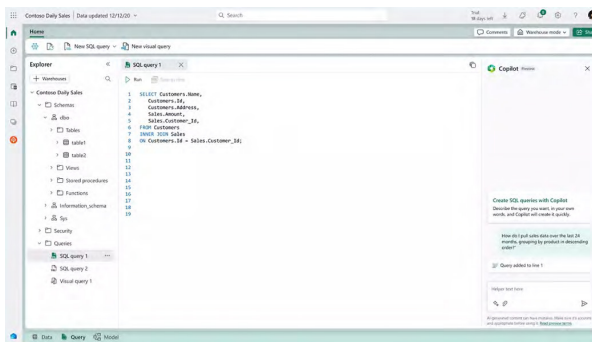 Contoso Daily Sales | Data updated 12/12/20
Search
Trial:
Home
Comments
Warehouse mode
New SQL query
New visual query
Explorer
+ Warehouses
Contoso Daily Sales
Schemas
dbo
Tables
table1
table2
Views
Stored procedures
Functions
Information_schema
Sys
Security
Queries
SQL query 1
SQL query 2
Visual query 1
SQL query 1
Run
1 SELECT Customers.Name,
2 Customers.Id,
3 Customers.Address,
4 Sales.Amount,
5 Sales.Customer_Id,
6 FROM Customers
7 INNER JOIN Sales
8 ON Customers.Id = Sales.Customer_Id;
9
10
11
12
13
14
15
16
17
18
19
Copilot Preview
Create SQL queries with Copilot
Describe the query you want, in your own
words, and Copilot will create it quickly.
How do I pull sales data over the last 24
months, grouping by product in descending
order?"
Query added to line 1
Helper text here
Data
Query
Model